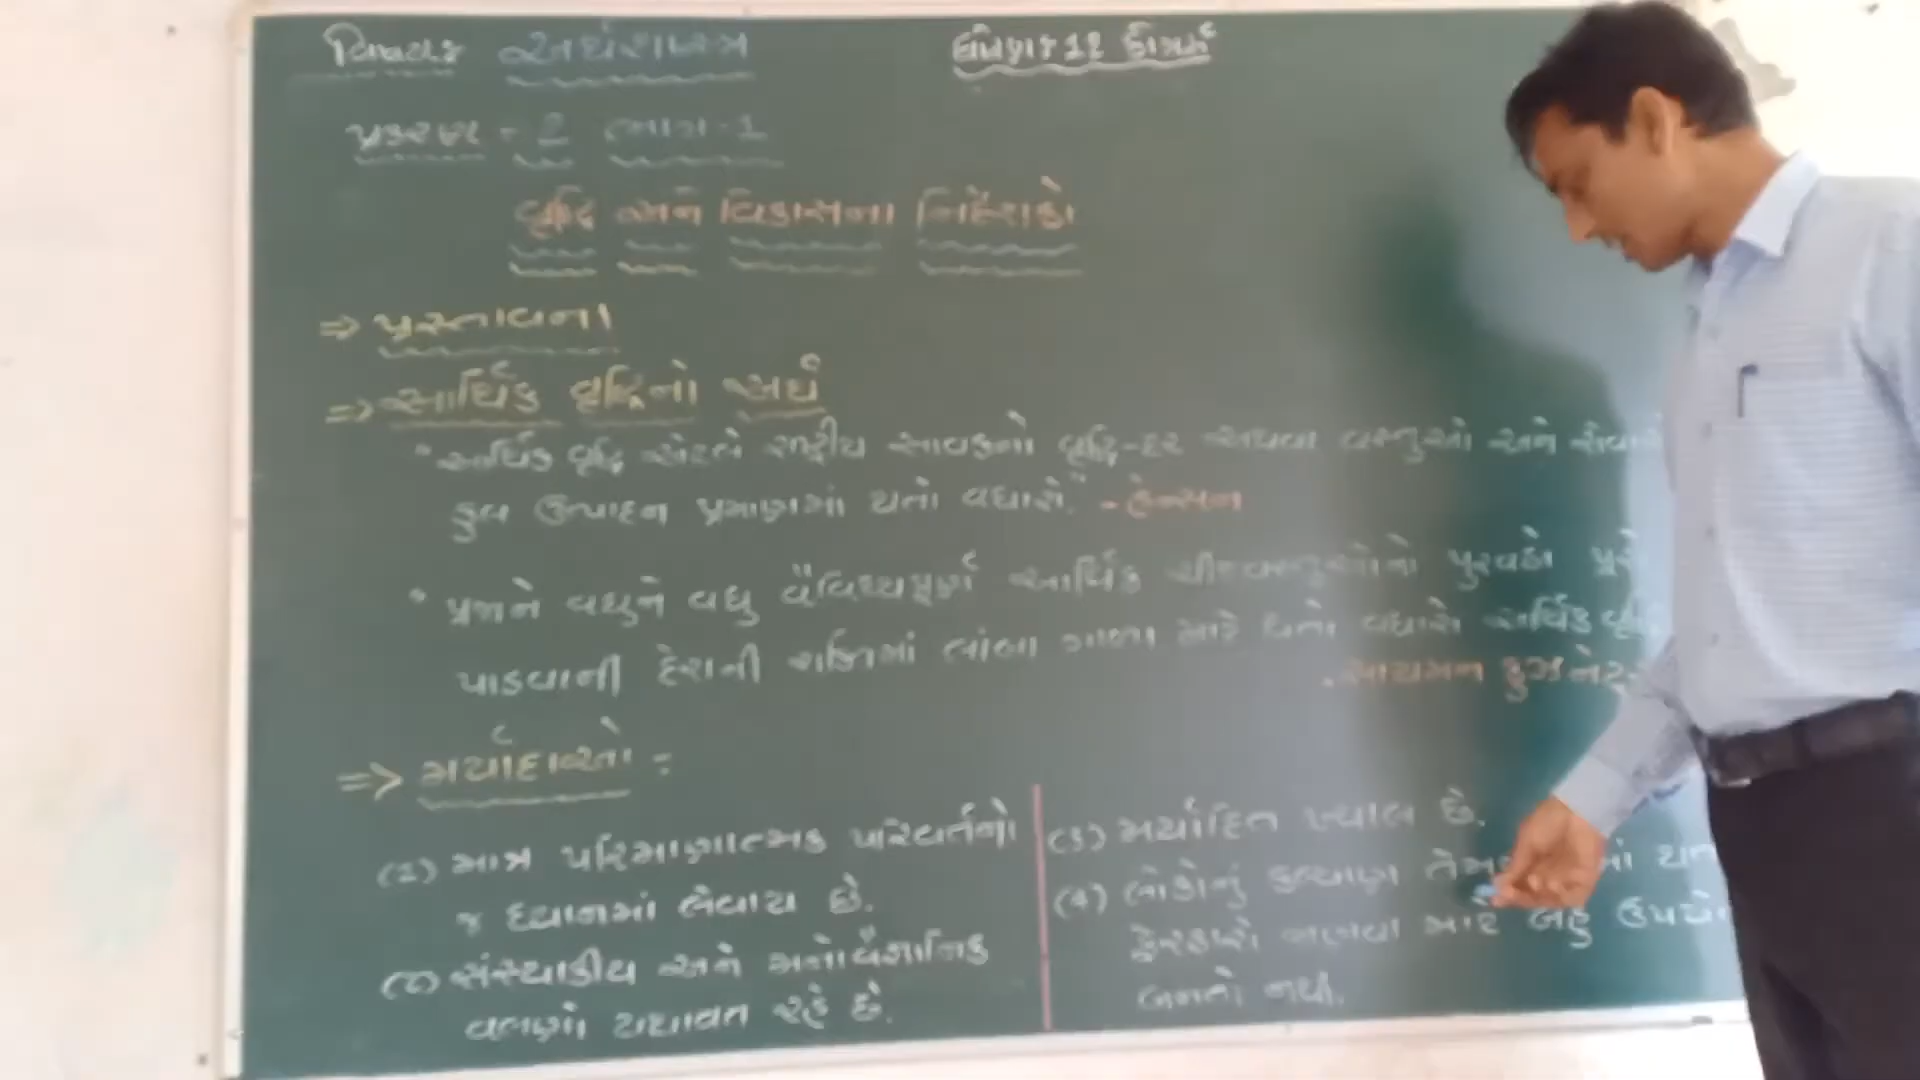 વિષયઃ અર્થશાસ્ત્ર
ધોરણઃ 12 કોમર્સ
પ્રકરણ - 2 ભાગ-1
વૃદ્ધિ અને વિકાસના નિર્દેશકો
⇒ પ્રસ્તાવના
⇒ આર્થિક વૃદ્ધિનો અર્થ
" આર્થિક વૃદ્ધિ એટલે રાષ્ટ્રીય આવકનો વૃદ્ધિ-દર અથવા વસ્તુઓ અને
કુલ ઉત્પાદન પ્રમાણમાં થતો વધારો." - હેન્સન
" પ્રજાને વધુને વધુ વૈવિધ્યપૂર્ણ આર્થિક ચીજવસ્તુઓનો પુરવઠો
પાડવાની દેશની શક્તિમાં લાંબા ગાળા માટે થતો વધારો આર્થિક
- સાયમન કુઝનેટ્
⇒ મર્યાદાઓ :
(1) માત્ર પરિમાણાત્મક પરિવર્તનો
જ ધ્યાનમાં લેવાય છે.
(2) સંસ્થાકીય અને મનોવૈજ્ઞાનિક
વલણો યથાવત રહે છે.
(3) મર્યાદિત ખ્યાલ છે.
(4) લોકોનું કલ્યાણ
ફેરફારો જાણવા માટે બહુ
બનતો નથી.